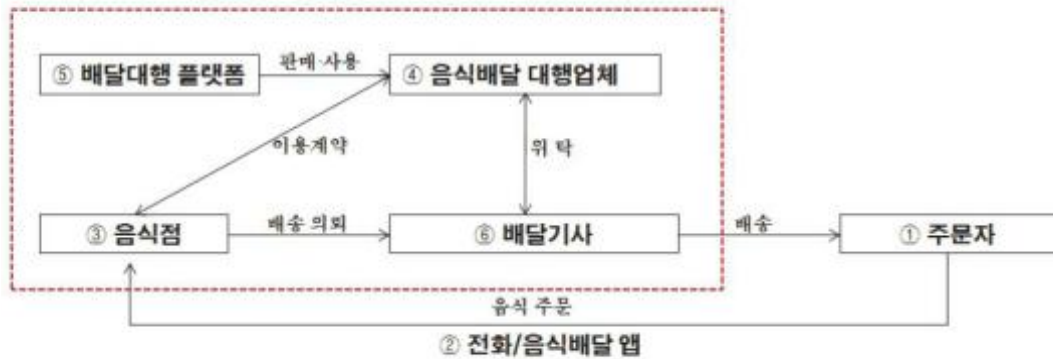 ⑤ 배달대행 플랫폼
판매·사용
④ 음식배달 대행업체
이용계약
위 탁
③ 음식점
배송 의뢰
⑥ 배달기사
배송
① 주문자
음식 주문
② 전화/음식배달 앱